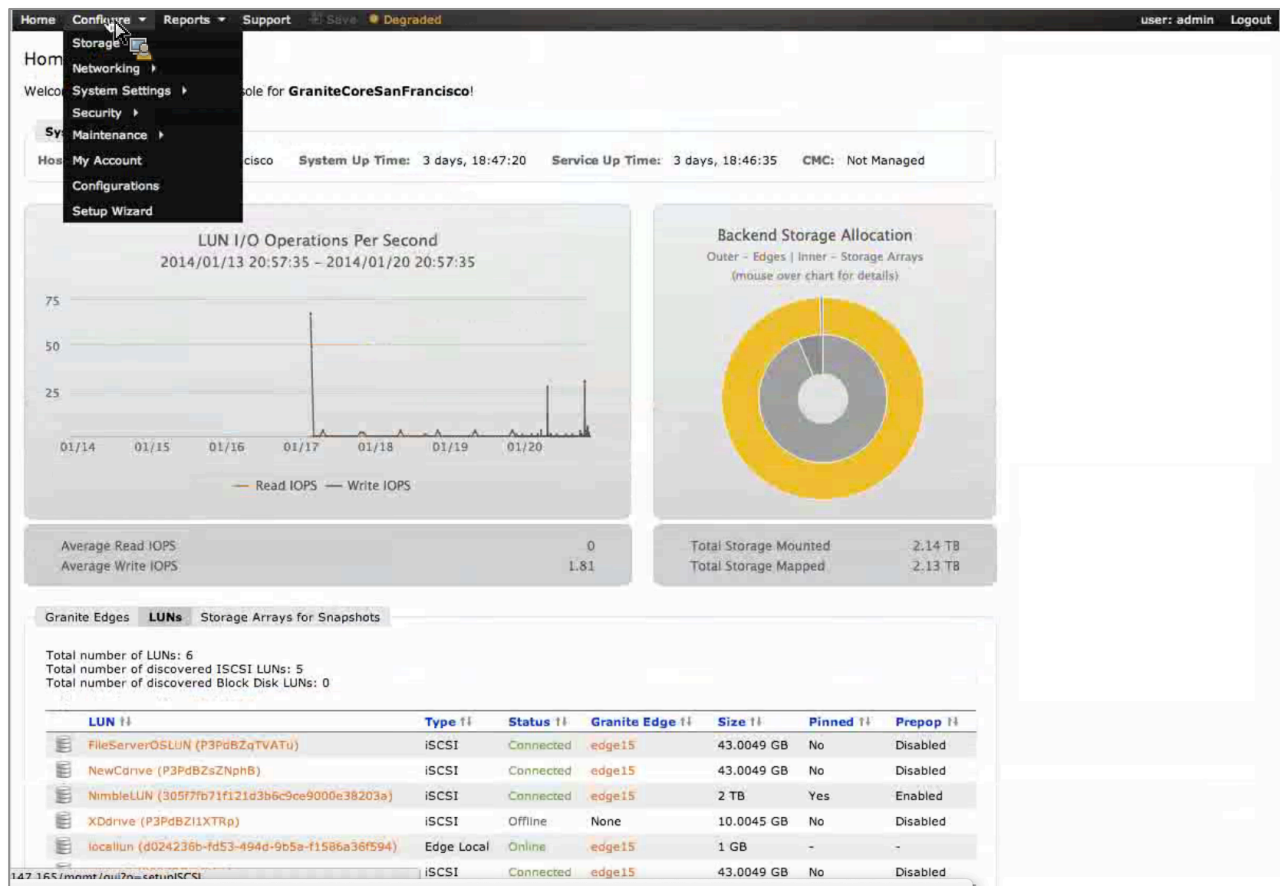 Home Configure Reports Support Save Degraded user: admin Logout
Storage
Networking
System Settings
Security
Maintenance
My Account
Configurations
Setup Wizard
Hom
Welco sole for GraniteCoreSanFrancisco!
Sy
Hos cisco System Up Time: 3 days, 18:47:20 Service Up Time: 3 days, 18:46:35 CMC: Not Managed
LUN I/O Operations Per Second
2014/01/13 20:57:35 - 2014/01/20 20:57:35
75
50
25
01/14 01/15 01/16 01/17 01/18 01/19 01/20
Read IOPS Write IOPS
Average Read IOPS 0
Average Write IOPS 1.81
Backend Storage Allocation
Outer - Edges | Inner - Storage Arrays
(mouse over chart for details)
Total Storage Mounted 2.14 TB
Total Storage Mapped 2.13 TB
Granite Edges LUNs Storage Arrays for Snapshots
Total number of LUNs: 6
Total number of discovered ISCSI LUNs: 5
Total number of discovered Block Disk LUNs: 0
LUN Type Status Granite Edge Size Pinned Prepop
FileServerOSLUN (P3PdBZqTVATu) iSCSI Connected edge15 43.0049 GB No Disabled
NewCdrive (P3PdBZsZNphB) iSCSI Connected edge15 43.0049 GB No Disabled
NimbleLUN (305f7fb71f121d3b6c9ce9000e38203a) iSCSI Connected edge15 2 TB Yes Enabled
XDdrive (P3PdBZI1XTRp) iSCSI Offline None 10.0045 GB No Disabled
locallun (d024236b-fd53-494d-9b5a-f1586a36f594) Edge Local Online edge15 1 GB - -
iSCSI Connected edge15 43.0049 GB No Disabled
147.165/mgmt/gui?p=setupISCSI